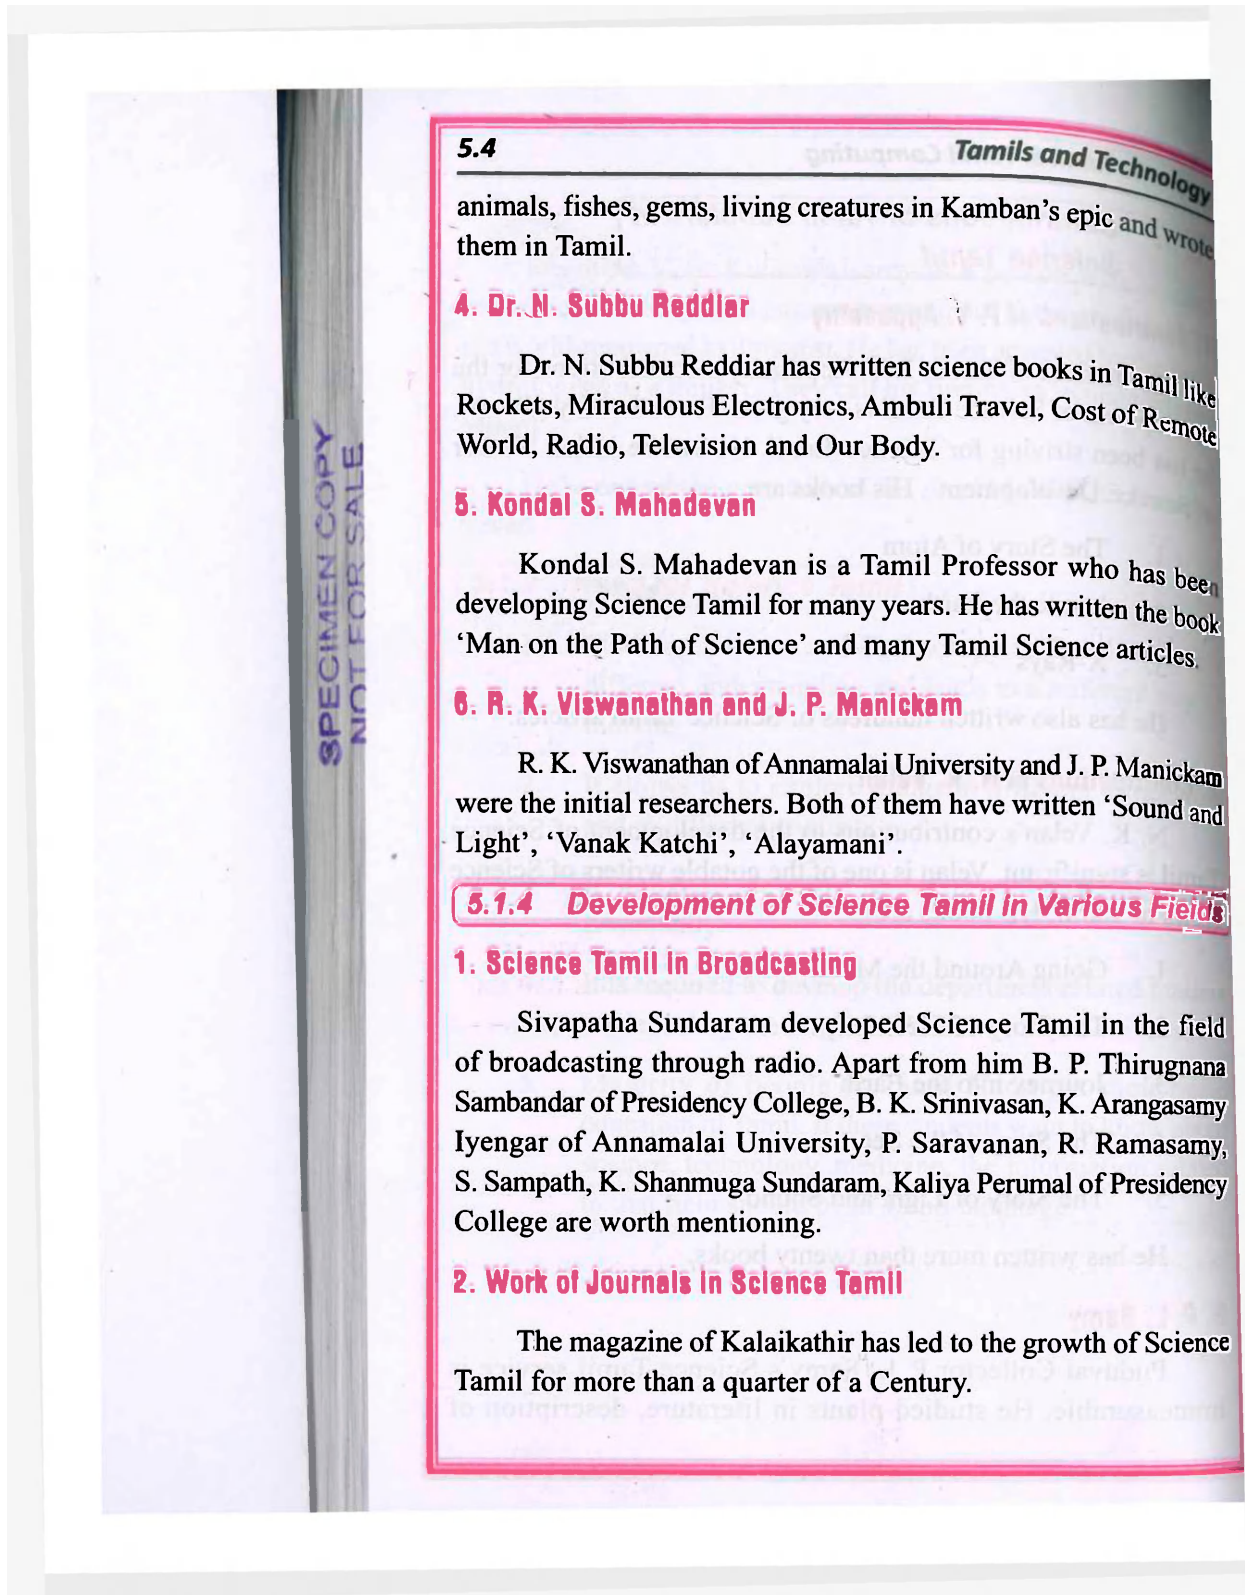 5.4 Tamils and Technology
animals, fishes, gems, living creatures in Kamban's epic and wrote
them in Tamil.
4. Dr. N. Subbu Reddiar
Dr. N. Subbu Reddiar has written science books in Tamil like
Rockets, Miraculous Electronics, Ambuli Travel, Cost of Remote
World, Radio, Television and Our Body.
5. Kondal S. Mahadevan
Kondal S. Mahadevan is a Tamil Professor who has been
developing Science Tamil for many years. He has written the book
‘Man on the Path of Science’ and many Tamil Science articles.
6. R. K. Viswanathan and J. P. Manickam
R. K. Viswanathan of Annamalai University and J. P. Manickam
were the initial researchers. Both of them have written ‘Sound and
Light’, ‘Vanak Katchi’, ‘Alayamani’.
5.1.4 Development of Science Tamil in Various Fields
1. Science Tamil in Broadcasting
Sivapatha Sundaram developed Science Tamil in the field
of broadcasting through radio. Apart from him B. P. Thirugnana
Sambandar of Presidency College, B. K. Srinivasan, K. Arangasamy
Iyengar of Annamalai University, P. Saravanan, R. Ramasamy,
S. Sampath, K. Shanmuga Sundaram, Kaliya Perumal of Presidency
College are worth mentioning.
2. Work of Journals in Science Tamil
The magazine of Kalaikathir has led to the growth of Science
Tamil for more than a quarter of a Century.
SPECIMEN COPY
NOT FOR SALE